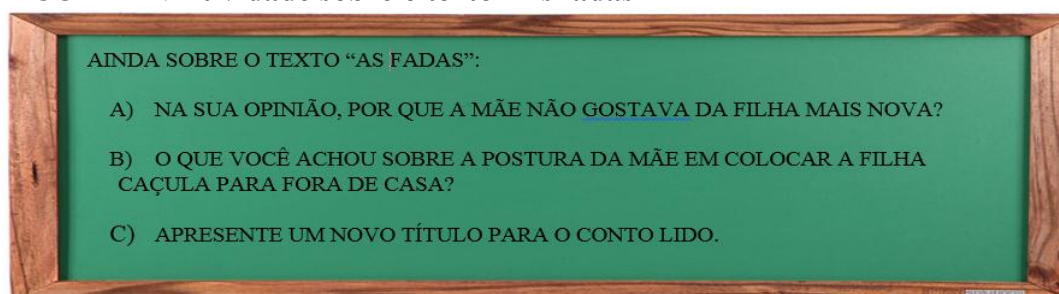 AINDA SOBRE O TEXTO “AS FADAS”:
A) NA SUA OPINIÃO, POR QUE A MÃE NÃO GOSTAVA DA FILHA MAIS NOVA?
B) O QUE VOCÊ ACHOU SOBRE A POSTURA DA MÃE EM COLOCAR A FILHA
CAÇULA PARA FORA DE CASA?
C) APRESENTE UM NOVO TÍTULO PARA O CONTO LIDO.